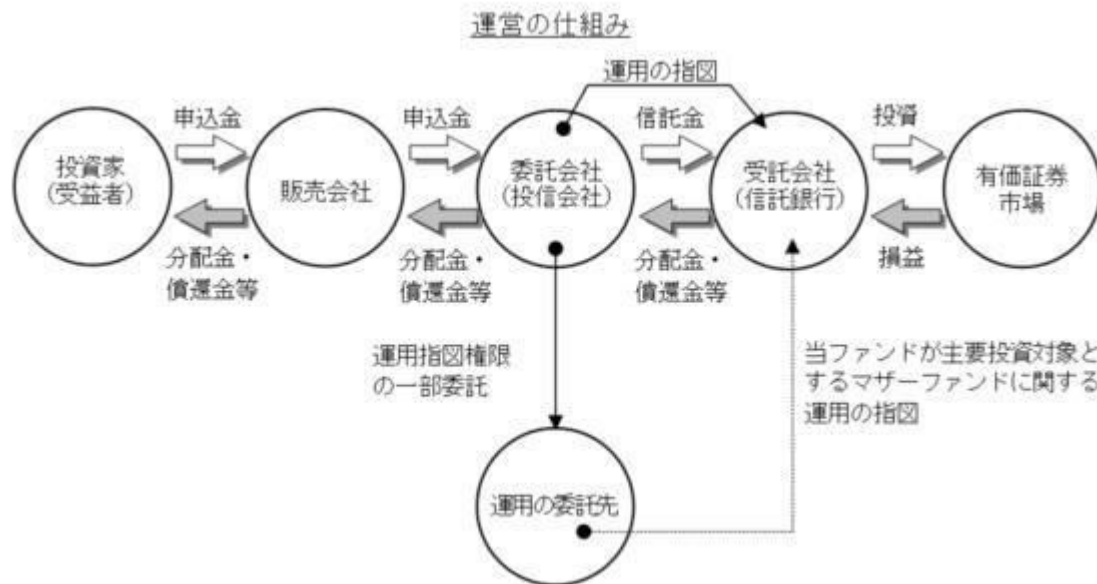 運営の仕組み
運用の指図
申込金
申込金
信託金
投資
投資家
(受益者)
販売会社
委託会社
(投信会社)
受託会社
(信託銀行)
有価証券
市場
分配金・
償還金等
分配金・
償還金等
分配金・
償還金等
損益
運用指図権限
の一部委託
当ファンドが主要投資対象と
するマザーファンドに関する
運用の指図
運用の委託先